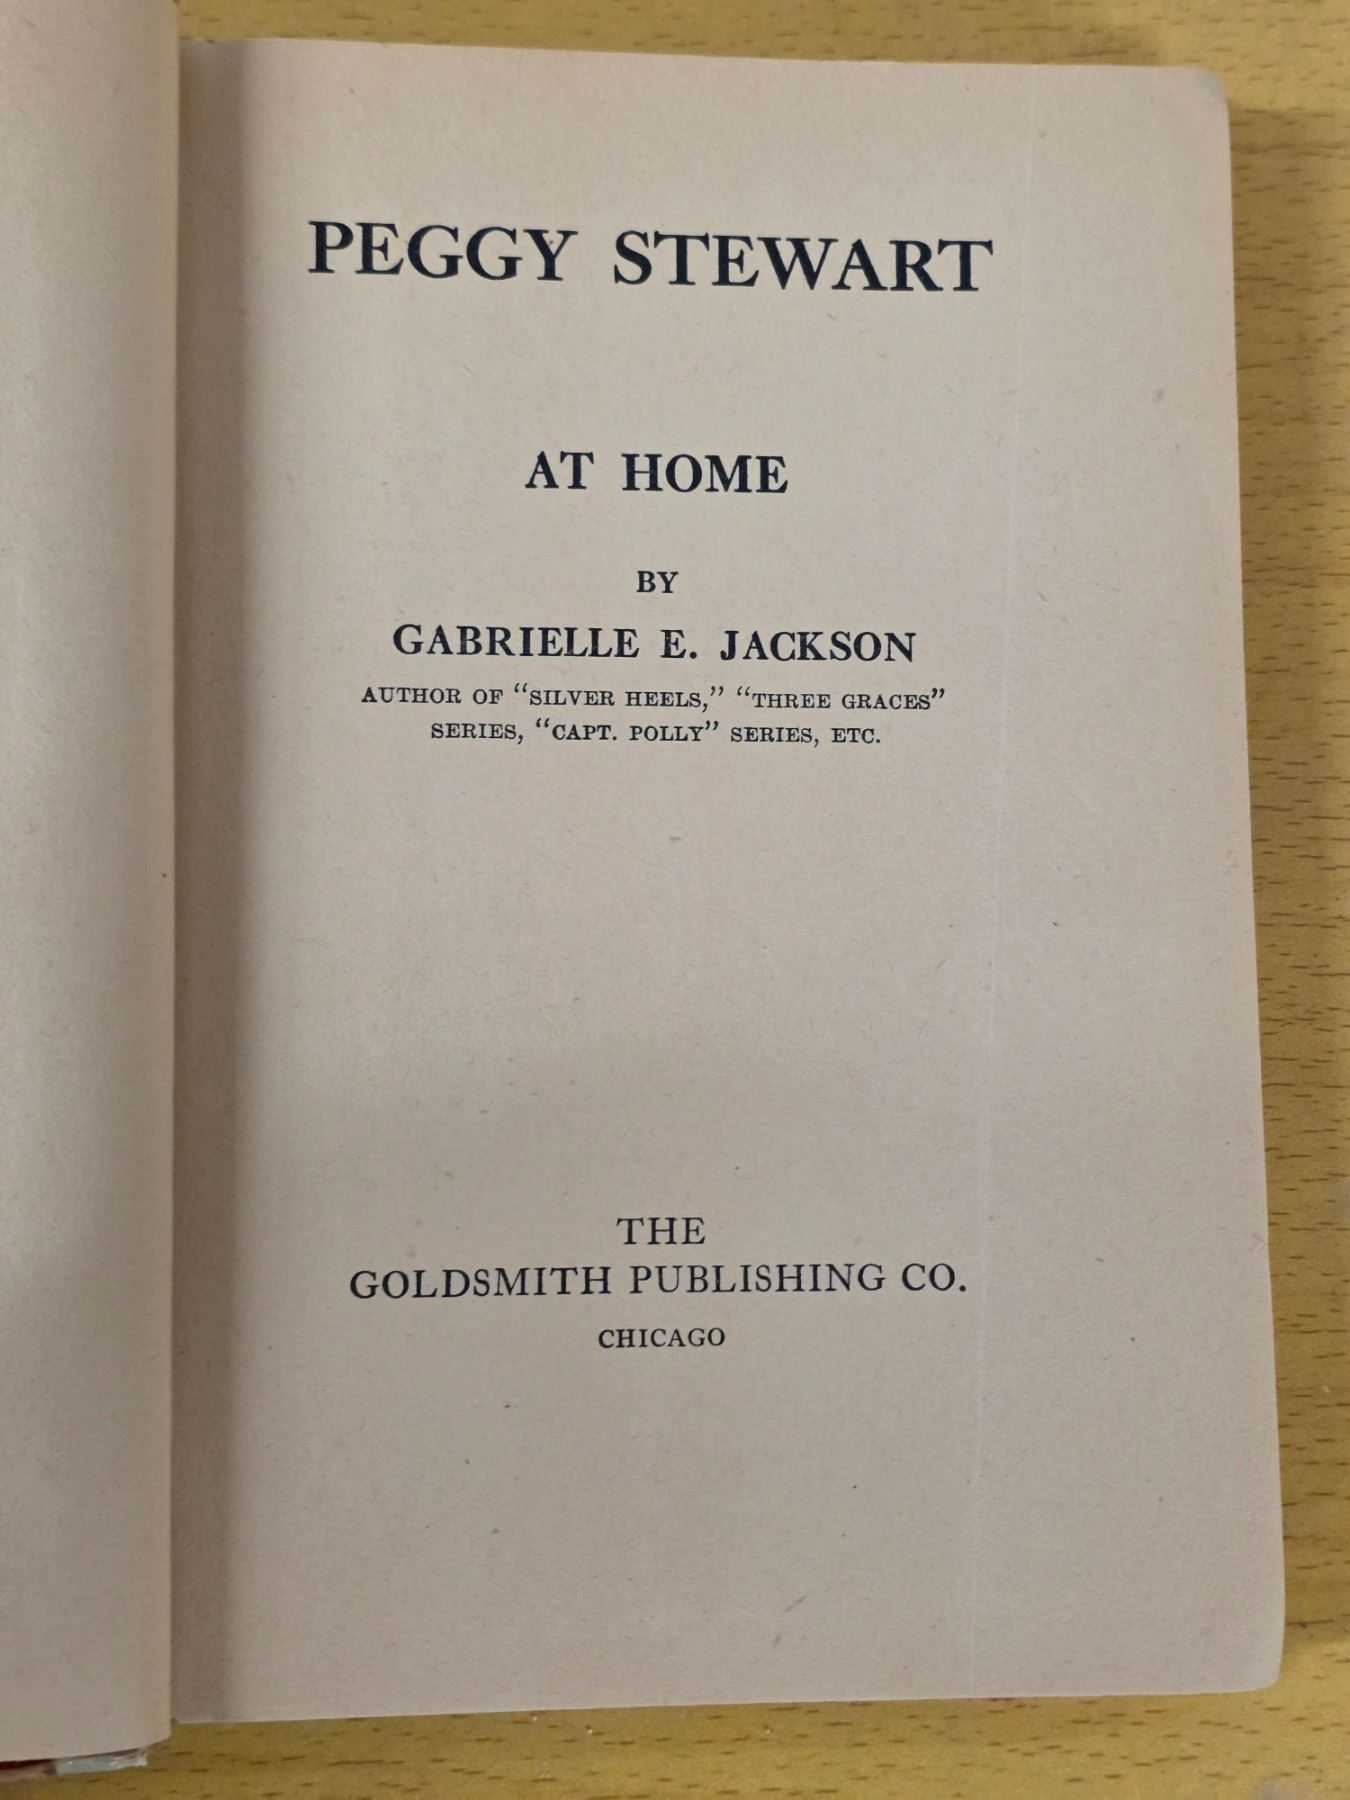 PEGGY STEWART
AT HOME
BY
GABRIELLE E. JACKSON
AUTHOR OF “SILVER HEELS,” “THREE GRACES”
SERIES, “CAPT. POLLY” SERIES, ETC.
THE
GOLDSMITH PUBLISHING CO.
CHICAGO